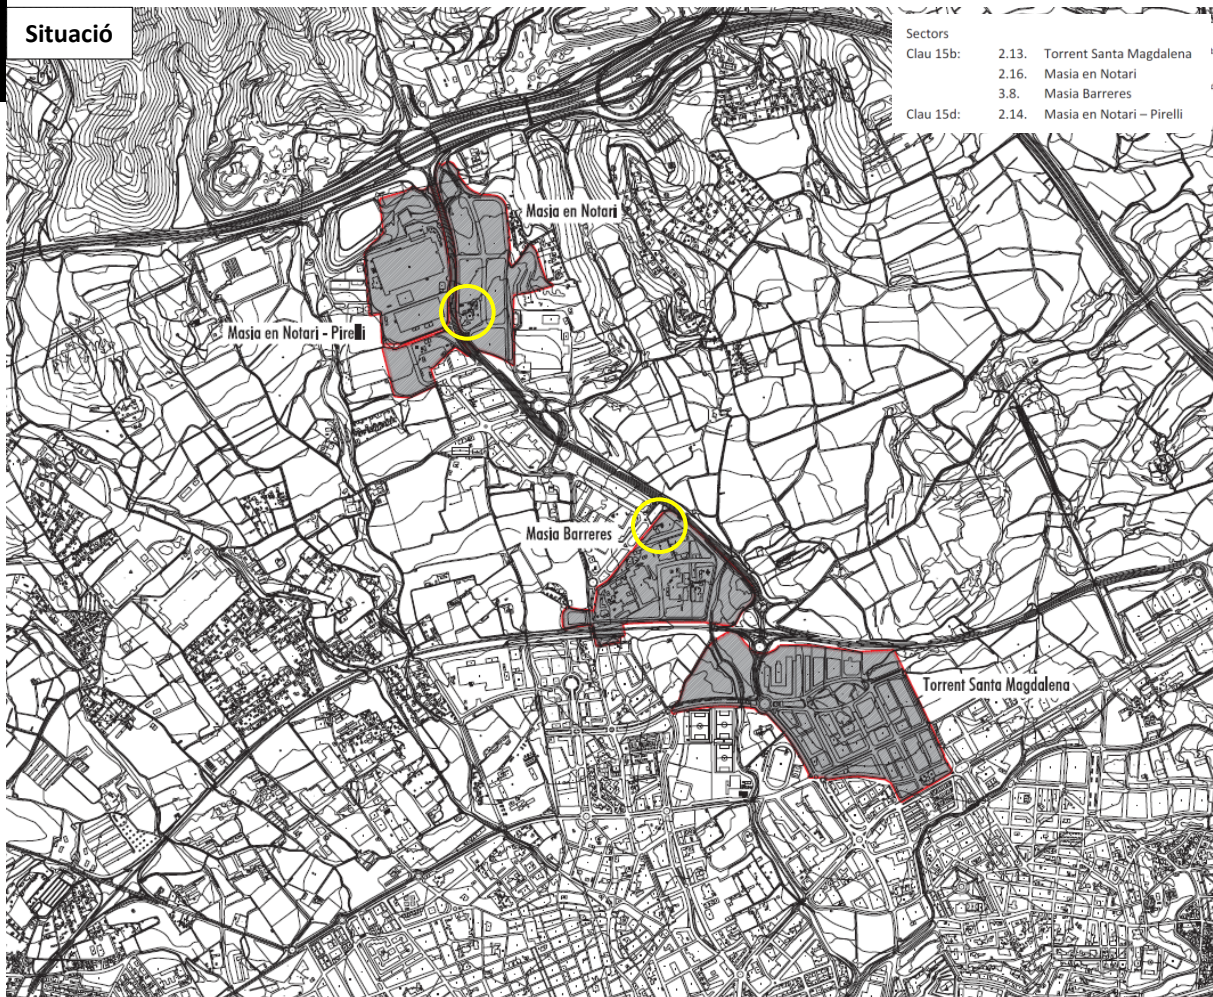 Situació
Sectors
Clau 15b: 2.13. Torrent Santa Magdalena
2.16. Masia en Notari
3.8. Masia Barreres
Clau 15d: 2.14. Masia en Notari – Pirelli
Masia en Notari
Masia en Notari - Pirelli
Masia Barreres
Torrent Santa Magdalena